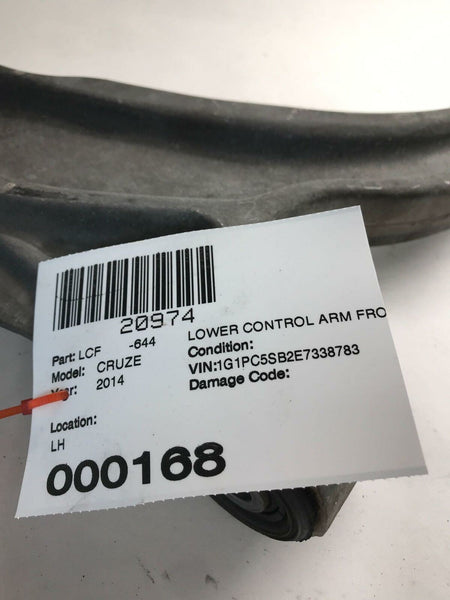 20974
Part: LCF -644
LOWER CONTROL ARM FRO
Model: CRUZE
Condition:
Year: 2014
VIN:1G1PC5SB2E7338783
Damage Code:
Location:
LH
000168